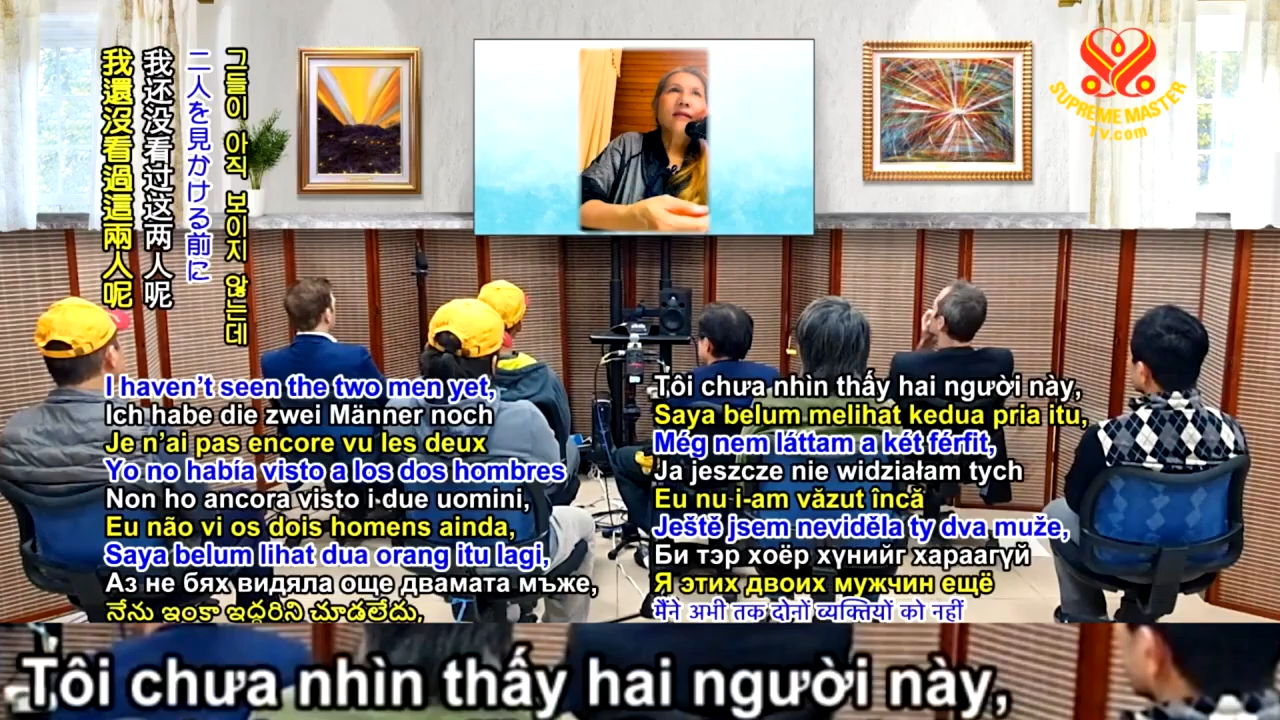 我還沒看過這兩人呢
我还没看过这两人呢
二人を見かける前に
그들이 아직 보이지 않는데
SUPREME MASTER
TV.com
I haven't seen the two men yet,
Ich habe die zwei Männer noch
Je n'ai pas encore vu les deux
Yo no había visto a los dos hombres
Non ho ancora visto i due uomini,
Eu não vi os dois homens ainda,
Saya belum lihat dua orang itu lagi,
Аз не бях видяла още двамата мъже,
నేను ఇంకా ఇద్దరిని చూడలేదు,
Tôi chưa nhìn thấy hai người này,
Saya belum melihat kedua pria itu,
Még nem láttam a két férfit,
Ja jeszcze nie widziałam tych
Eu nu i-am văzut încă
Ještě jsem neviděla ty dva muže,
Би тэр хоёр хүнийг хараагүй
Я этих двоих мужчин ещё
मैंने अभी तक दोनों व्यक्तियों को नहीं
Tôi chưa nhìn thấy hai người này,